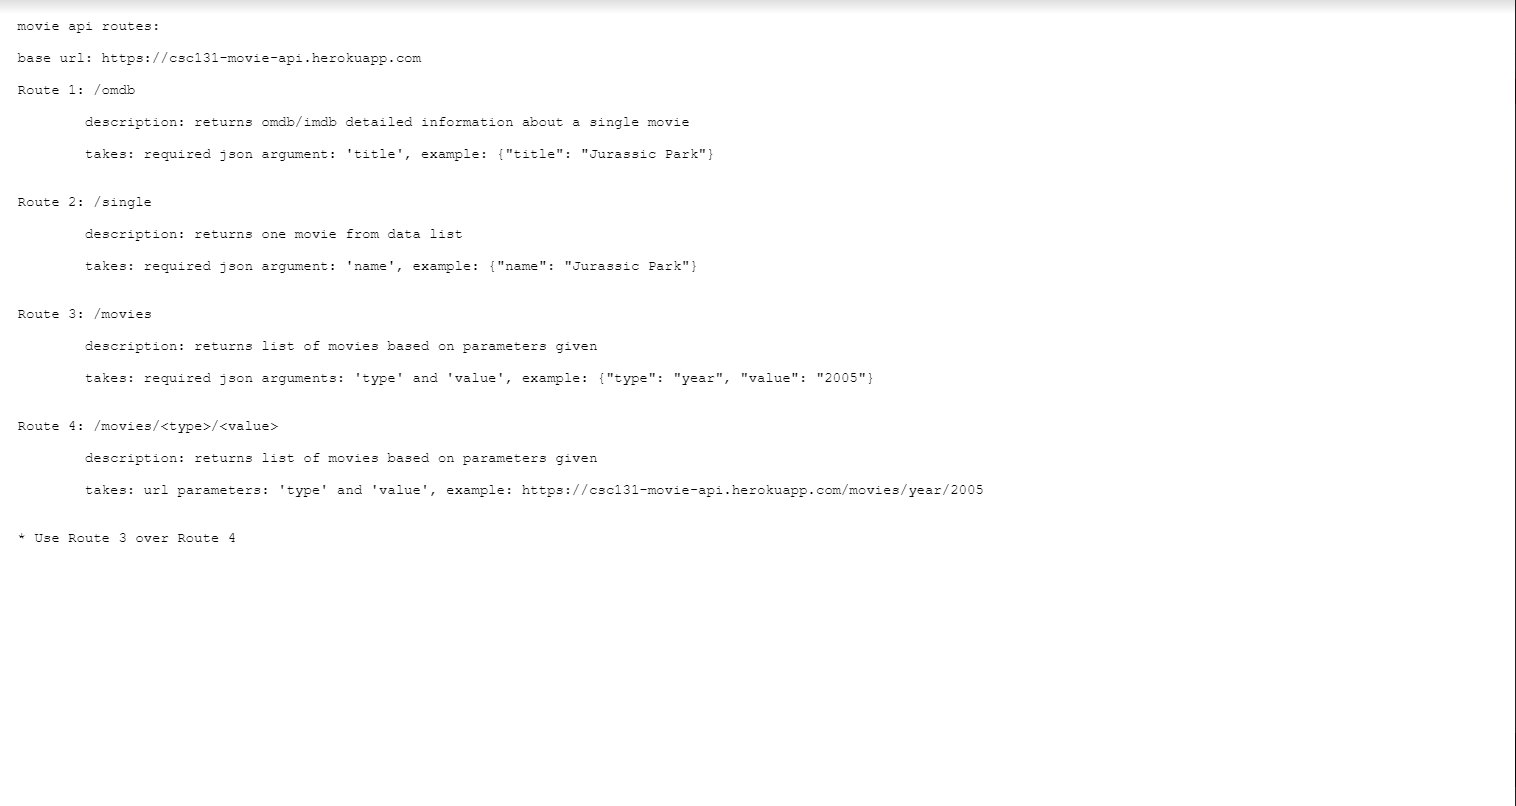 movie api routes:
base url: https://csc131-movie-api.herokuapp.com
Route 1: /omdb
description: returns omdb/imdb detailed information about a single movie
takes: required json argument: 'title', example: {"title": "Jurassic Park"}
Route 2: /single
description: returns one movie from data list
takes: required json argument: 'name', example: {"name": "Jurassic Park"}
Route 3: /movies
description: returns list of movies based on parameters given
takes: required json arguments: 'type' and 'value', example: {"type": "year", "value": "2005"}
Route 4: /movies/<type>/<value>
description: returns list of movies based on parameters given
takes: url parameters: 'type' and 'value', example: https://csc131-movie-api.herokuapp.com/movies/year/2005
* Use Route 3 over Route 4